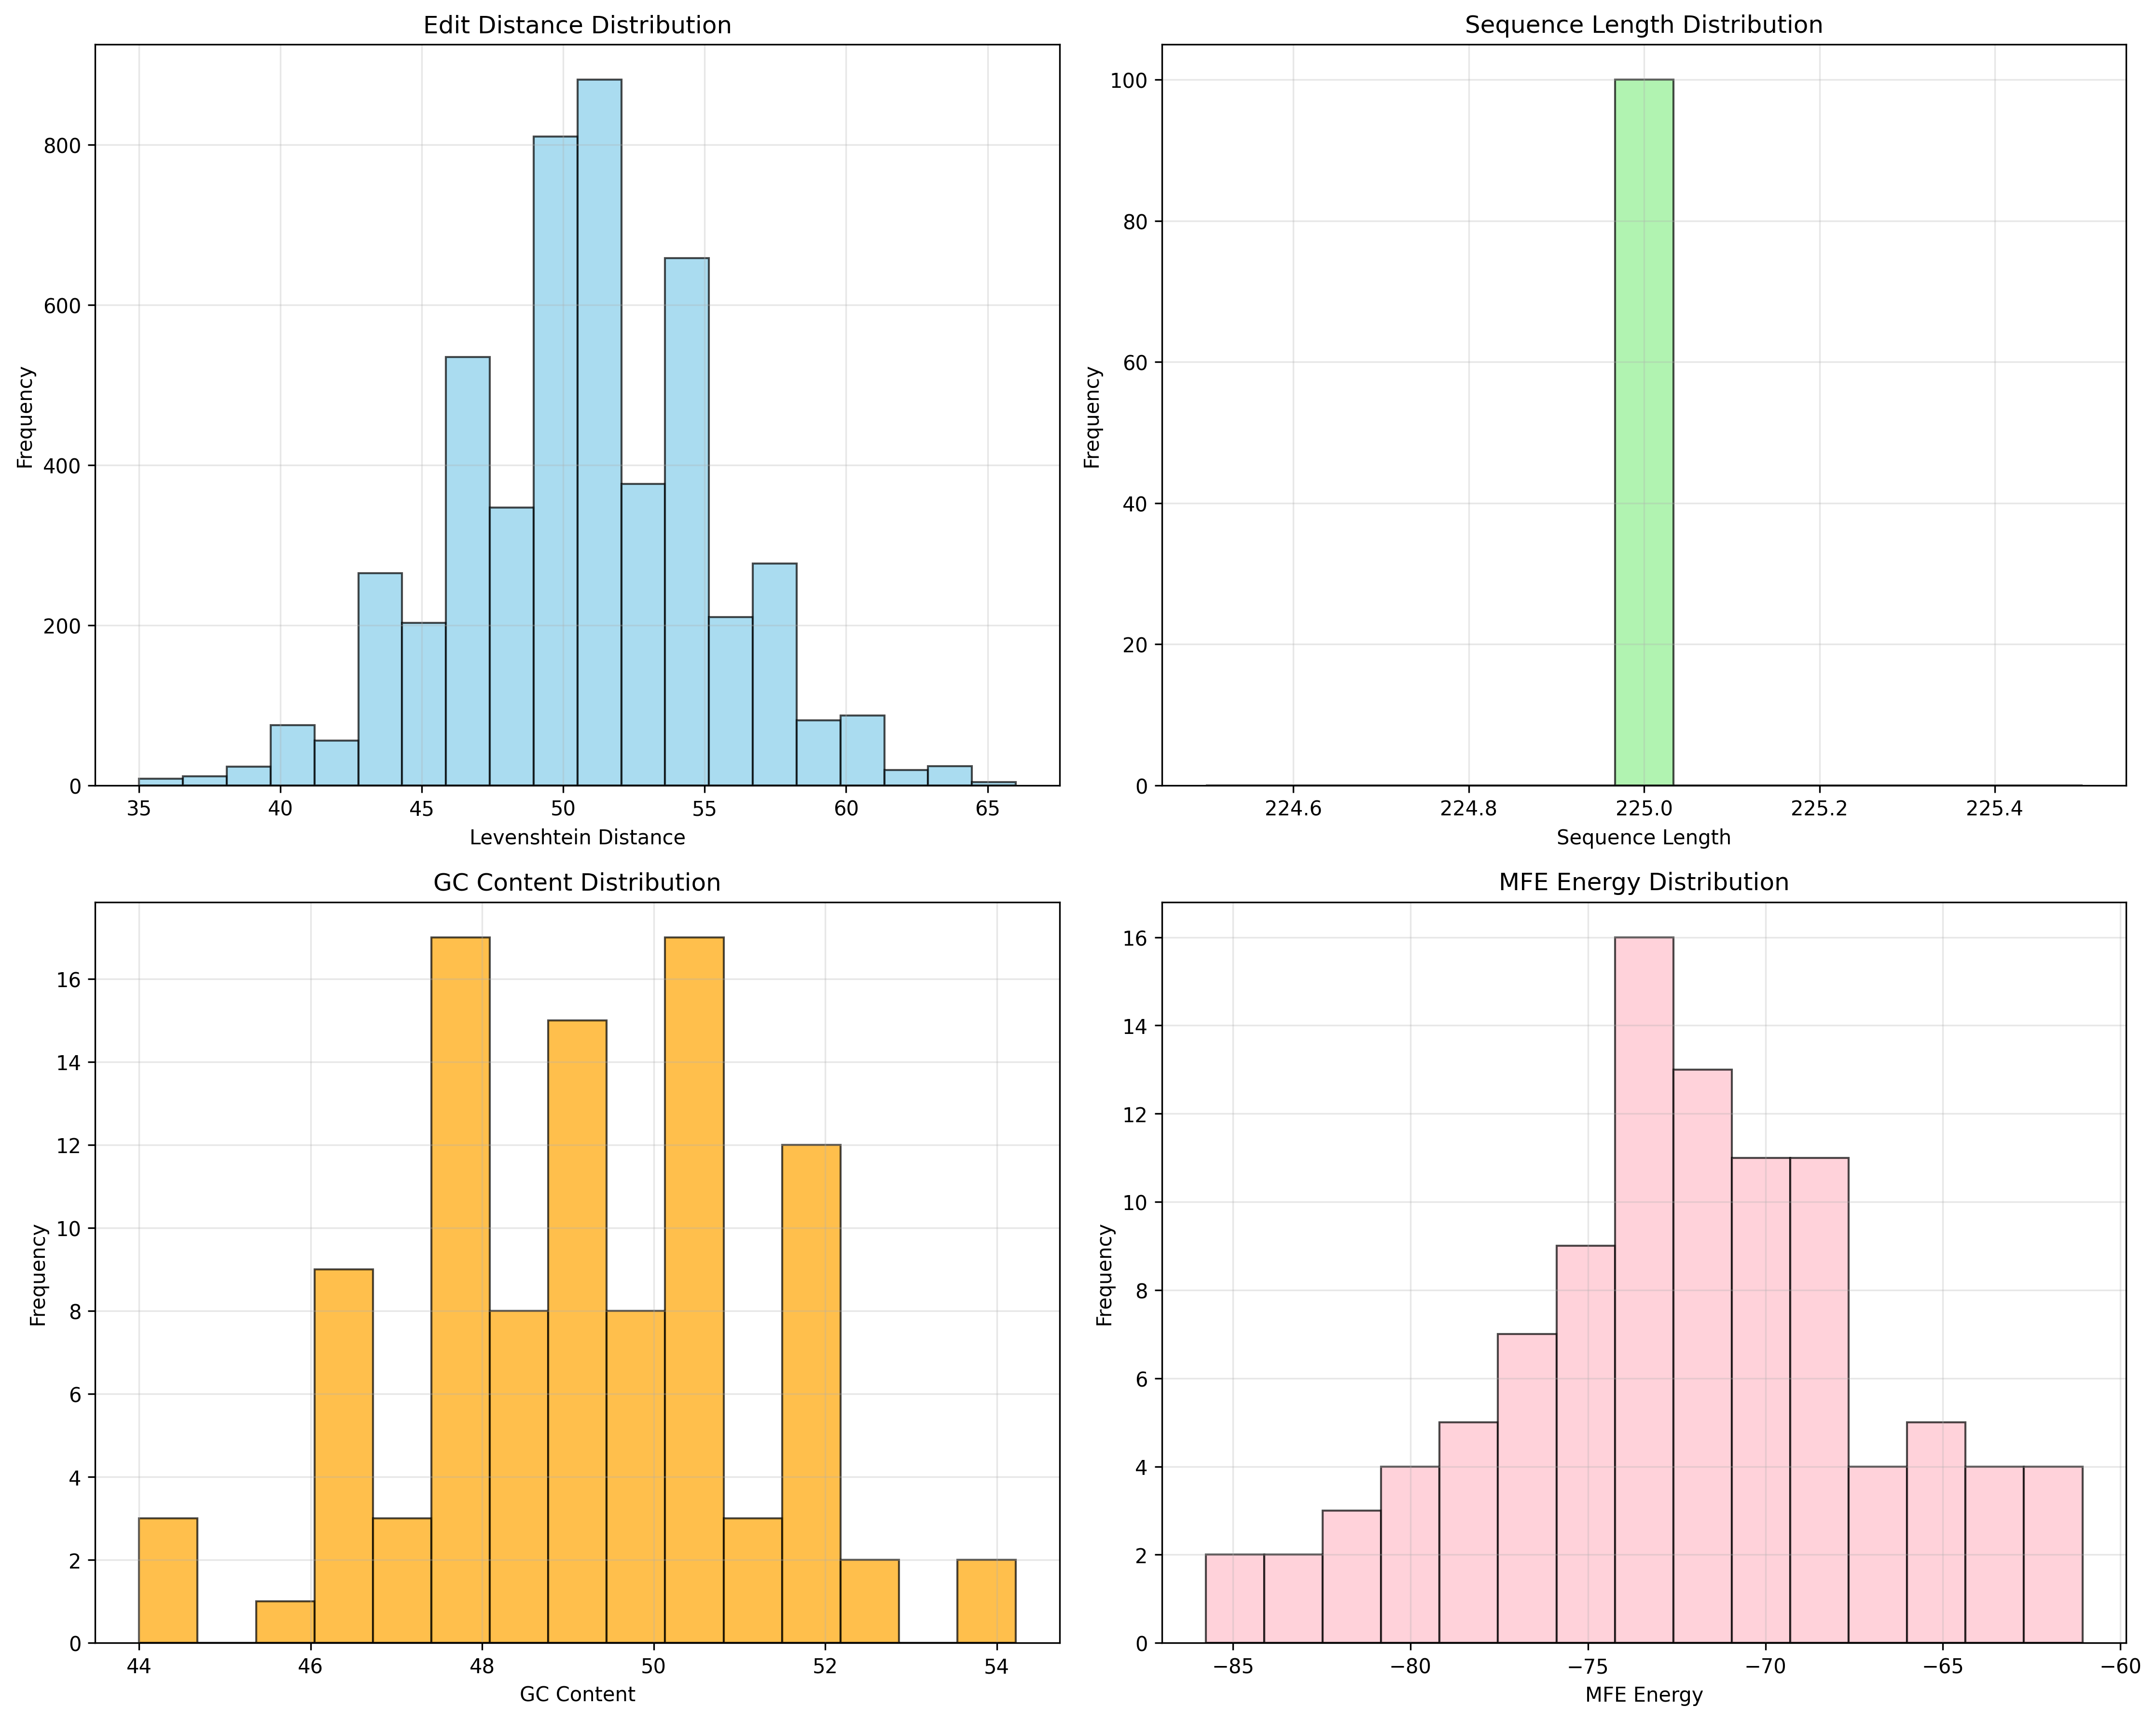 Edit Distance Distribution
Frequency
800
600
400
200
0
35 40 45 50 55 60 65
Levenshtein Distance
Sequence Length Distribution
Frequency
100
80
60
40
20
0
224.6 224.8 225.0 225.2 225.4
Sequence Length
GC Content Distribution
Frequency
16
14
12
10
8
6
4
2
0
44 46 48 50 52 54
GC Content
MFE Energy Distribution
Frequency
16
14
12
10
8
6
4
2
0
−85 −80 −75 −70 −65 −60
MFE Energy